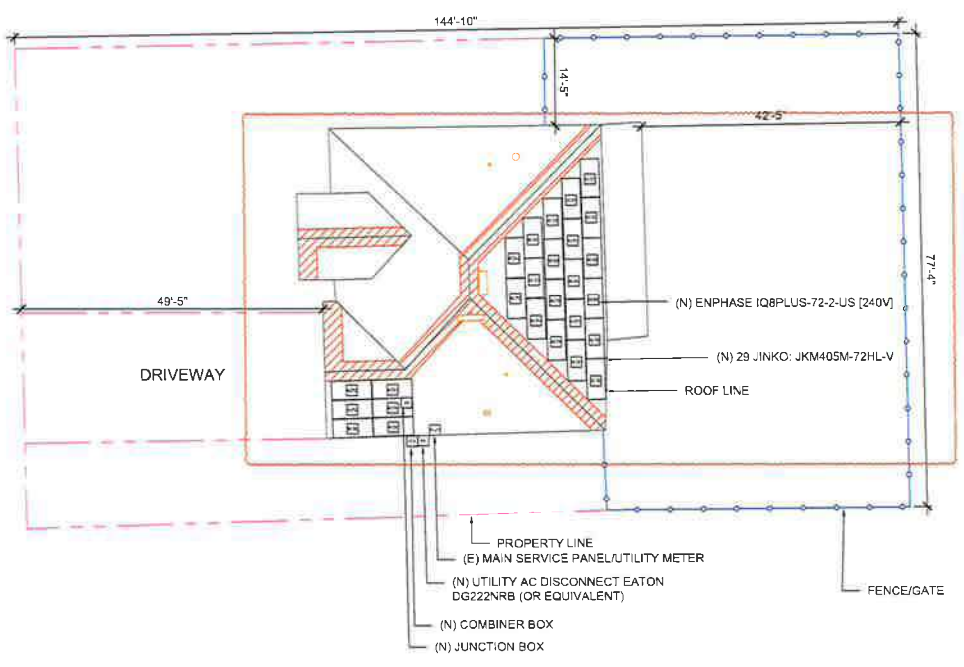 144'-10"
14'-5"
42'-5"
77'-4"
49'-5"
(N) ENPHASE IQ8PLUS-72-2-US [240V]
(N) 29 JINKO: JKM405M-72HL-V
ROOF LINE
DRIVEWAY
PROPERTY LINE
(E) MAIN SERVICE PANEL/UTILITY METER
(N) UTILITY AC DISCONNECT EATON
DG222NRB (OR EQUIVALENT)
FENCE/GATE
(N) COMBINER BOX
(N) JUNCTION BOX